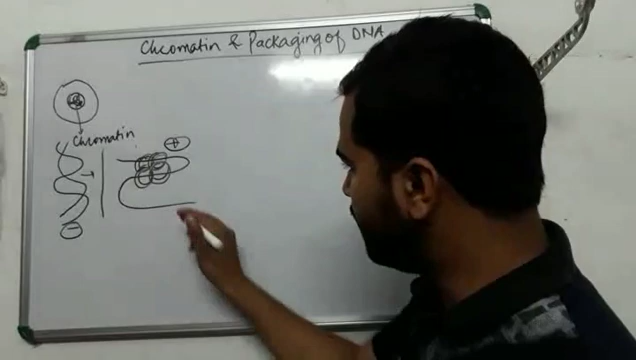 Chromatin & Packaging of DNA
Chromatin
+
-